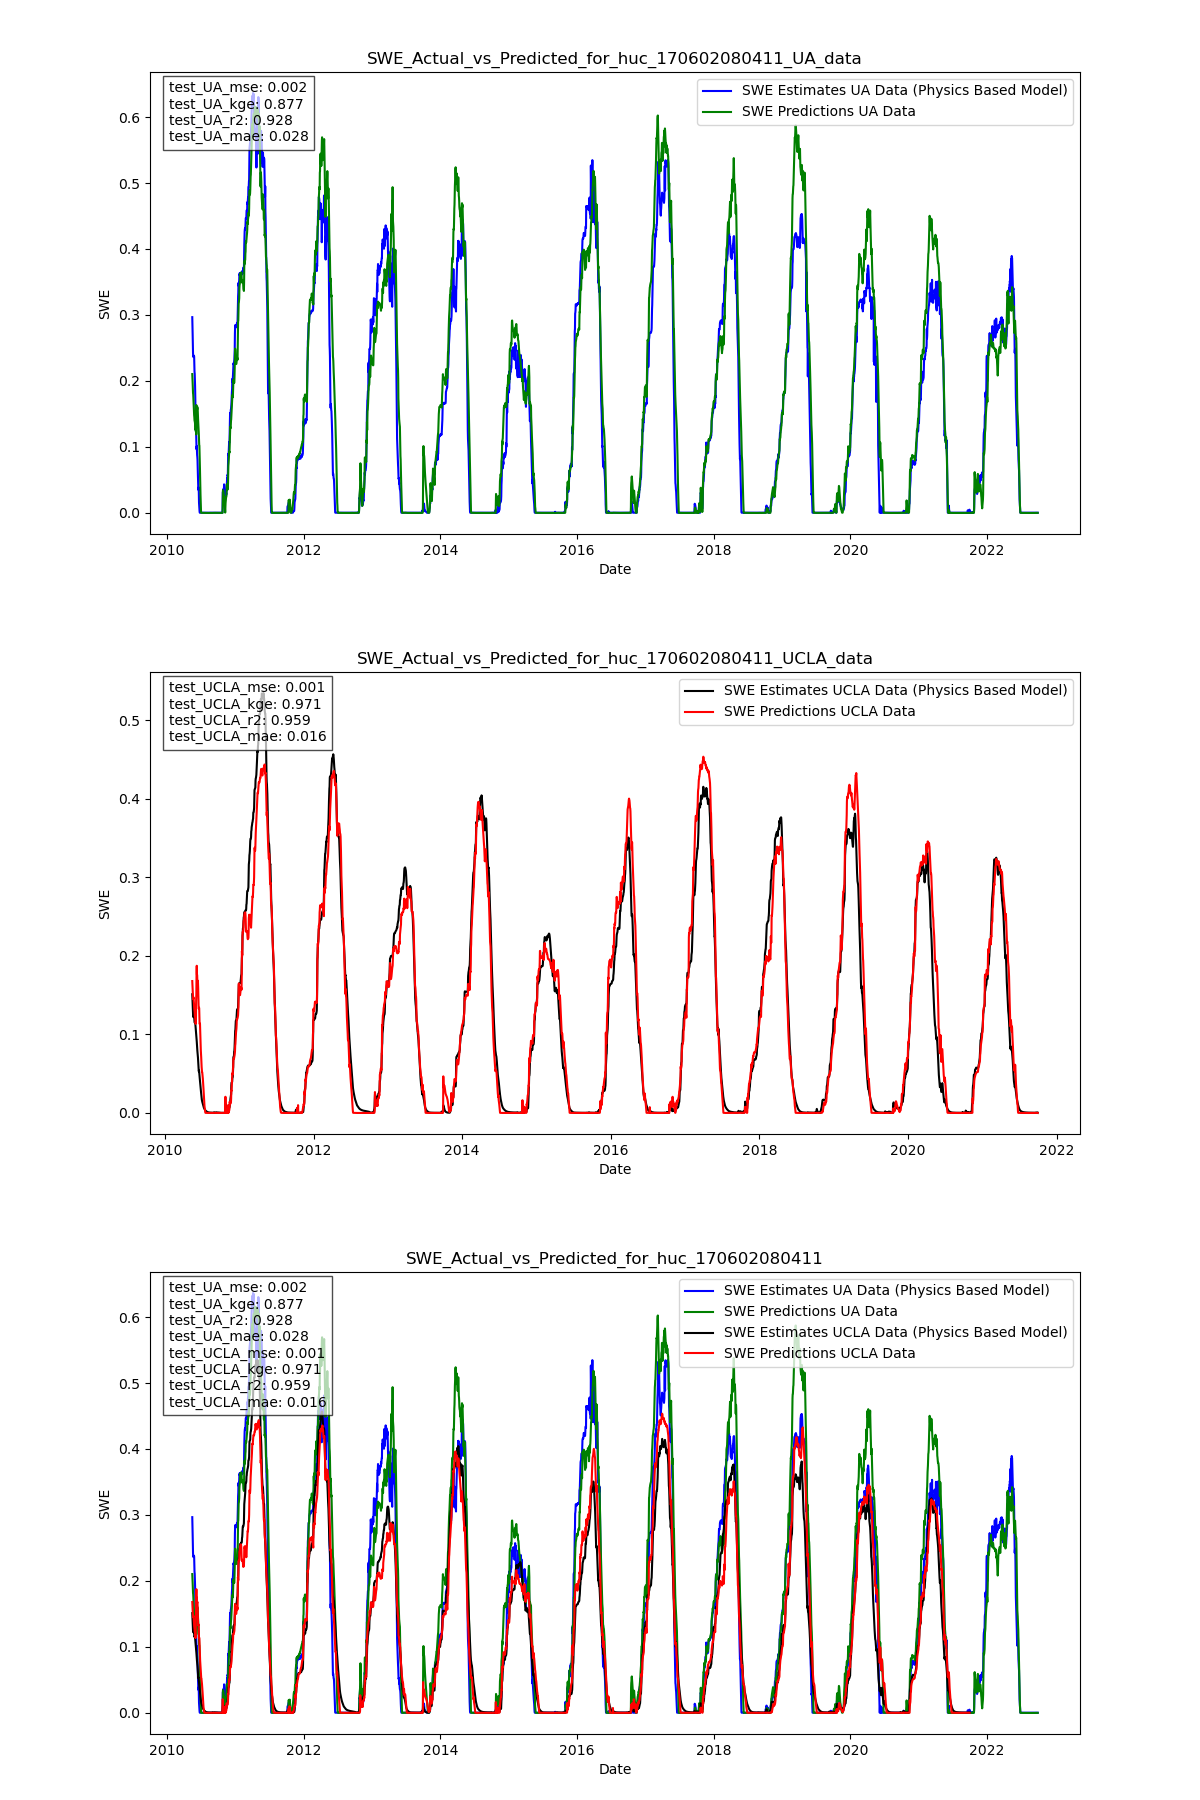 SWE_Actual_vs_Predicted_for_huc_170602080411_UA_data
test_UA_mse: 0.002
test_UA_kge: 0.877
test_UA_r2: 0.928
test_UA_mae: 0.028
SWE Estimates UA Data (Physics Based Model)
SWE Predictions UA Data
0.6
0.5
0.4
0.3
0.2
0.1
0.0
SWE
2010 2012 2014 2016 2018 2020 2022
Date
SWE_Actual_vs_Predicted_for_huc_170602080411_UCLA_data
test_UCLA_mse: 0.001
test_UCLA_kge: 0.971
test_UCLA_r2: 0.959
test_UCLA_mae: 0.016
SWE Estimates UCLA Data (Physics Based Model)
SWE Predictions UCLA Data
0.5
0.4
0.3
0.2
0.1
0.0
SWE
2010 2012 2014 2016 2018 2020 2022
Date
SWE_Actual_vs_Predicted_for_huc_170602080411
test_UA_mse: 0.002
test_UA_kge: 0.877
test_UA_r2: 0.928
test_UA_mae: 0.028
test_UCLA_mse: 0.001
test_UCLA_kge: 0.971
test_UCLA_r2: 0.959
test_UCLA_mae: 0.016
SWE Estimates UA Data (Physics Based Model)
SWE Predictions UA Data
SWE Estimates UCLA Data (Physics Based Model)
SWE Predictions UCLA Data
0.6
0.5
0.4
0.3
0.2
0.1
0.0
SWE
2010 2012 2014 2016 2018 2020 2022
Date